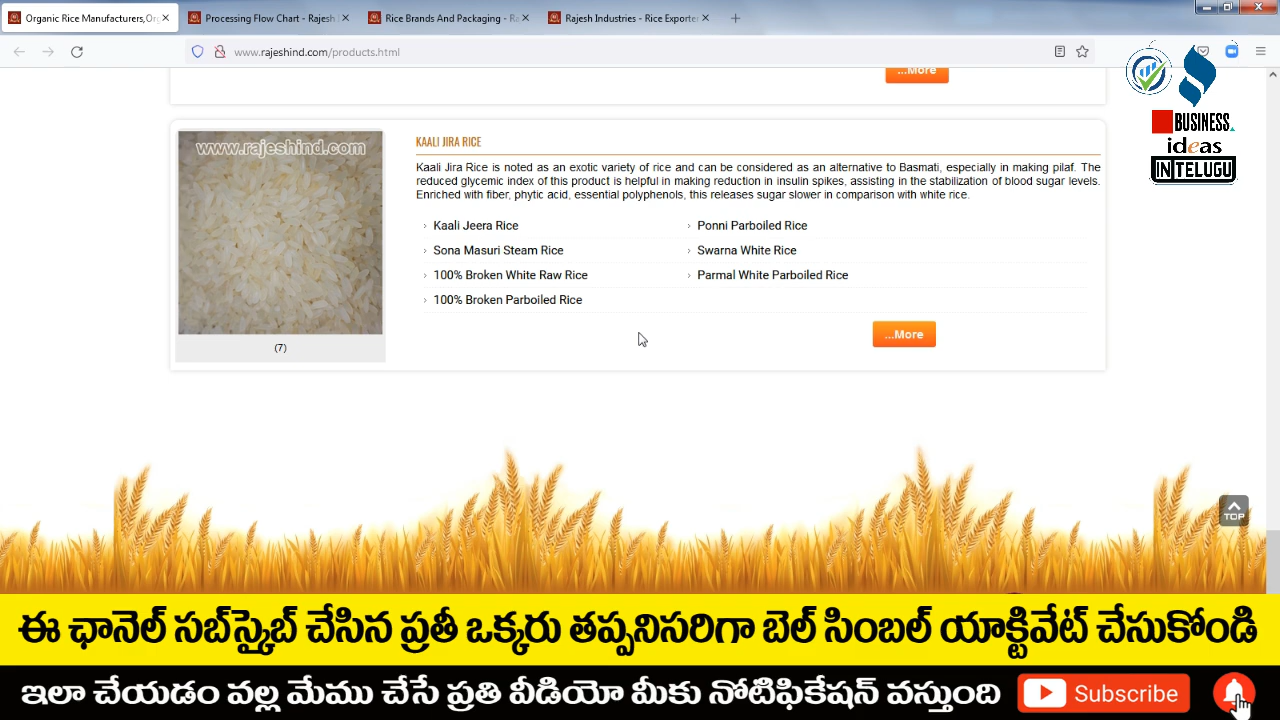 Organic Rice Manufacturers,Or
Processing Flow Chart - Rajesh
Rice Brands And Packaging - Ra
Rajesh Industries - Rice Exporter
www.rajeshind.com/products.html
...More
BUSINESS
ideas
IN TELUGU
www.rajeshind.com
(7)
KAALI JIRA RICE
Kaali Jira Rice is noted as an exotic variety of rice and can be considered as an alternative to Basmati, especially in making pilaf. The
reduced glycemic index of this product is helpful in making reduction in insulin spikes, assisting in the stabilization of blood sugar levels.
Enriched with fiber, phytic acid, essential polyphenols, this releases sugar slower in comparison with white rice.
Kaali Jeera Rice
Ponni Parboiled Rice
Sona Masuri Steam Rice
Swarna White Rice
100% Broken White Raw Rice
Parmal White Parboiled Rice
100% Broken Parboiled Rice
...More
TOP
ఈ ఛానెల్ సబ్‌స్క్రైబ్ చేసిన ప్రతీ ఒక్కరు తప్పనిసరిగా బెల్ సింబల్ యాక్టివేట్ చేసుకోండి
ఇలా చేయడం వల్ల మేము చేసే ప్రతి వీడియో మీకు నోటిఫికేషన్ వస్తుంది
Subscribe